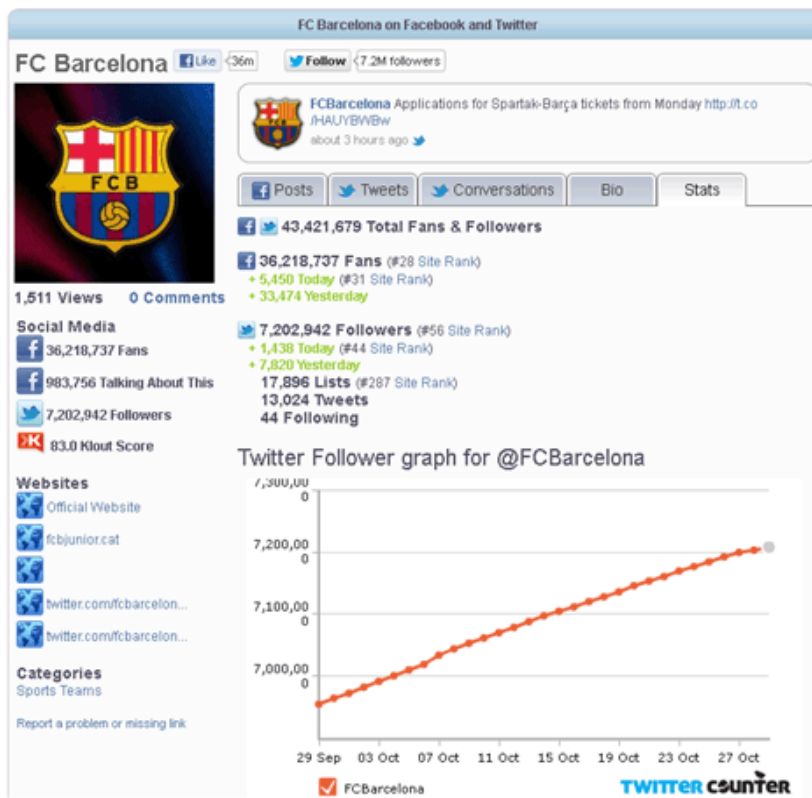 FC Barcelona on Facebook and Twitter
FC Barcelona Like 36m Follow 7.2M followers
FCB
FCBarcelona Applications for Spartak-Barça tickets from Monday http://t.co
/HAUYBWBw
about 3 hours ago
Posts Tweets Conversations Bio Stats
43,421,679 Total Fans & Followers
36,218,737 Fans (#28 Site Rank)
+ 5,450 Today (#31 Site Rank)
+ 33,474 Yesterday
7,202,942 Followers (#56 Site Rank)
+ 1,438 Today (#44 Site Rank)
+ 7,820 Yesterday
17,896 Lists (#287 Site Rank)
13,024 Tweets
44 Following
1,511 Views 0 Comments
Social Media
36,218,737 Fans
983,756 Talking About This
7,202,942 Followers
83.0 Klout Score
Websites
Official Website
fcbjunior.cat
twitter.com/fcbarcelon...
twitter.com/fcbarcelon...
Categories
Sports Teams
Report a problem or missing link
Twitter Follower graph for @FCBarcelona
7,300,00
0
7,200,00
0
7,100,00
0
7,000,00
0
29 Sep 03 Oct 07 Oct 11 Oct 15 Oct 19 Oct 23 Oct 27 Oct
FCBarcelona
TWITTER COUNTER